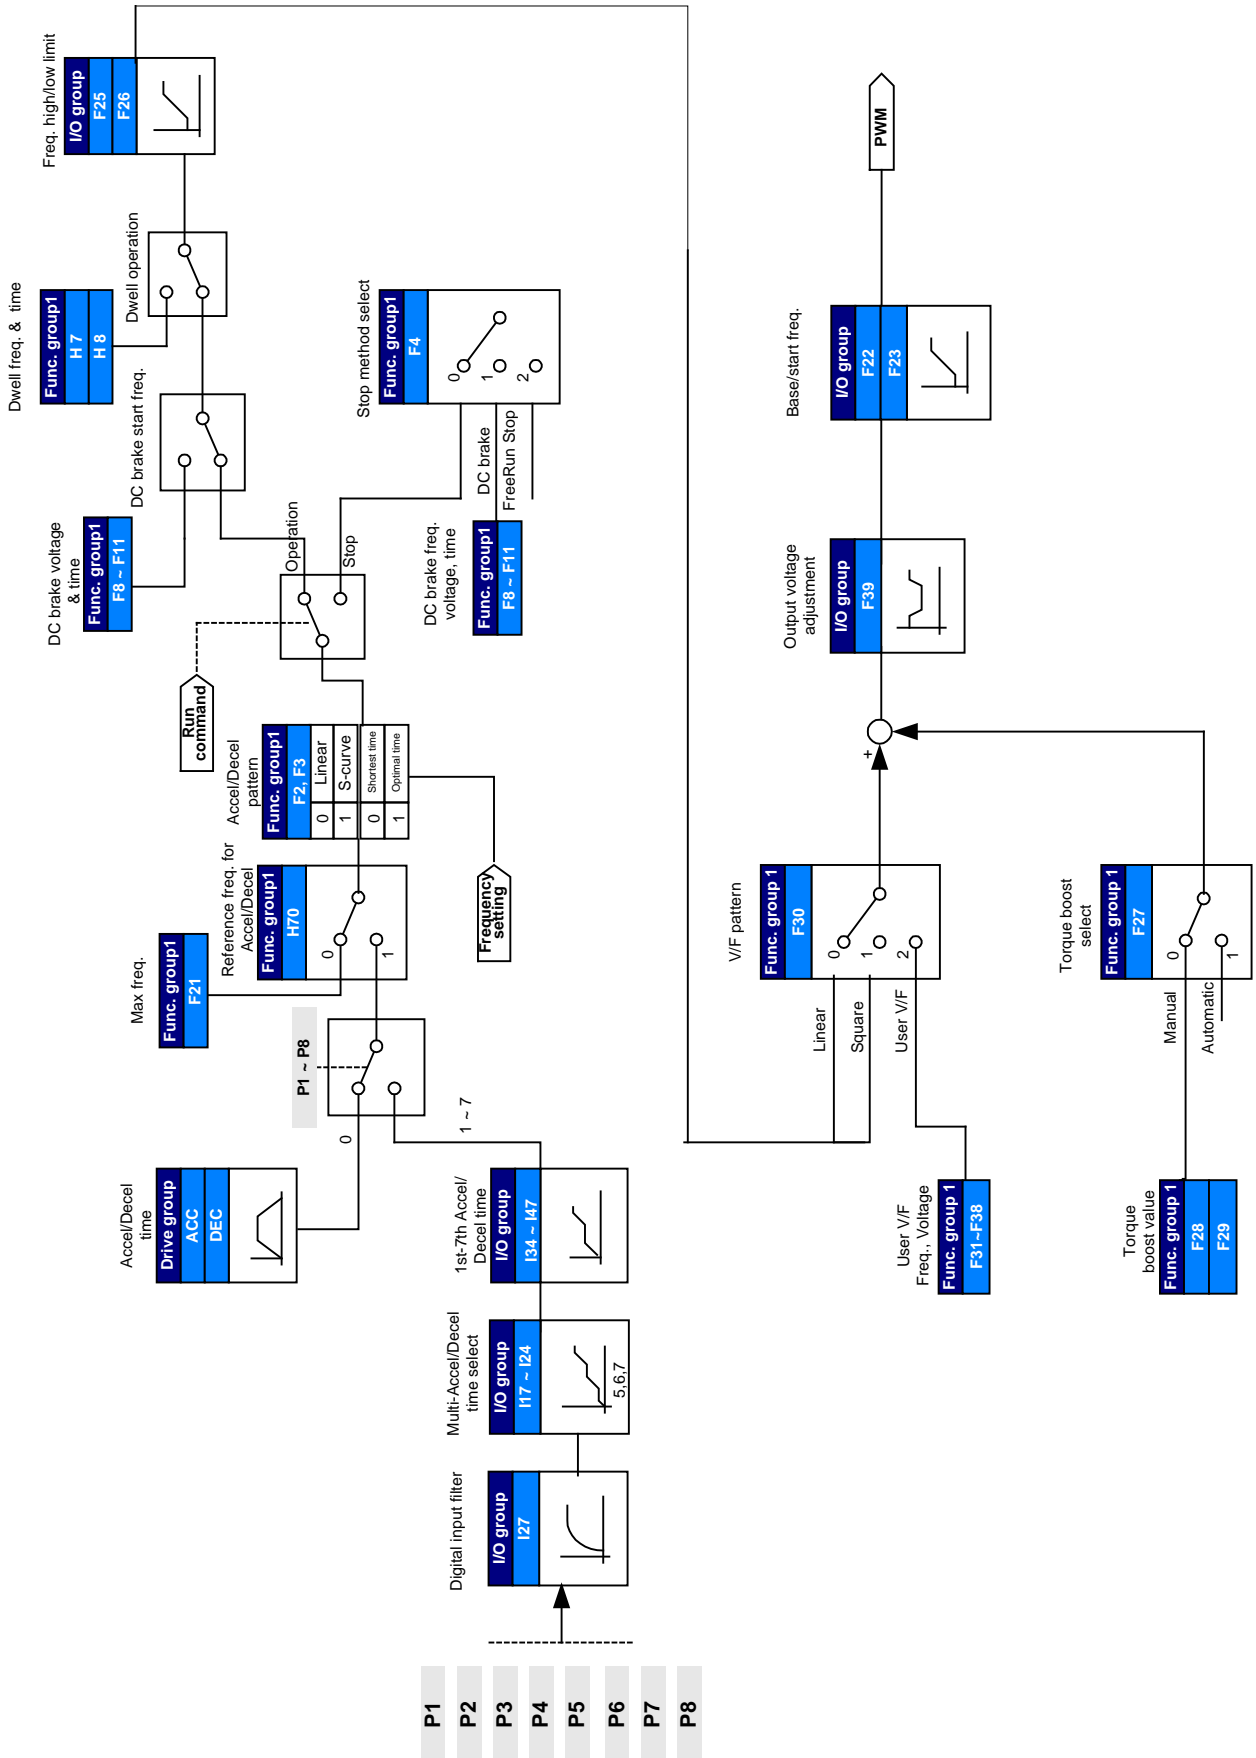 P1
P2
P3
P4
P5
P6
P7
P8
Digital input filter
I/O group
I27
Multi-Accel/Decel
time select
I/O group
I17 ~ I24
5,6,7
1st-7th Accel/
Decel time
I/O group
I34 ~ I47
Accel/Decel
time
Drive group
ACC
DEC
0
1 ~ 7
P1 ~ P8
Max freq.
Func. group1
F21
Reference freq. for
Accel/Decel
Func. group1
H70
0
1
Frequency
setting
Accel/Decel
pattern
Func. group1
F2, F3
0 Linear
1 S-curve
0 Shortest time
1 Optimal time
Run
command
Operation
Stop
DC brake voltage
& time
Func. group1
F8 ~ F11
DC brake start freq.
DC brake freq.
voltage, time
Func. group1
F8 ~ F11
DC brake
FreeRun Stop
Stop method select
Func. group1
F4
0
1
2
Dwell freq. & time
Func. group1
H 7
H 8
Dwell operation
Freq. high/low limit
I/O group
F25
F26
User V/F
Freq., Voltage
Func. group 1
F31~F38
Linear
Square
User V/F
V/F pattern
Func. group 1
F30
0
1
2
Torque
boost value
Func. group 1
F28
F29
Manual
Automatic
Torque boost
select
Func. group 1
F27
0
1
+
Output voltage
adjustment
I/O group
F39
Base/start freq.
I/O group
F22
F23
PWM